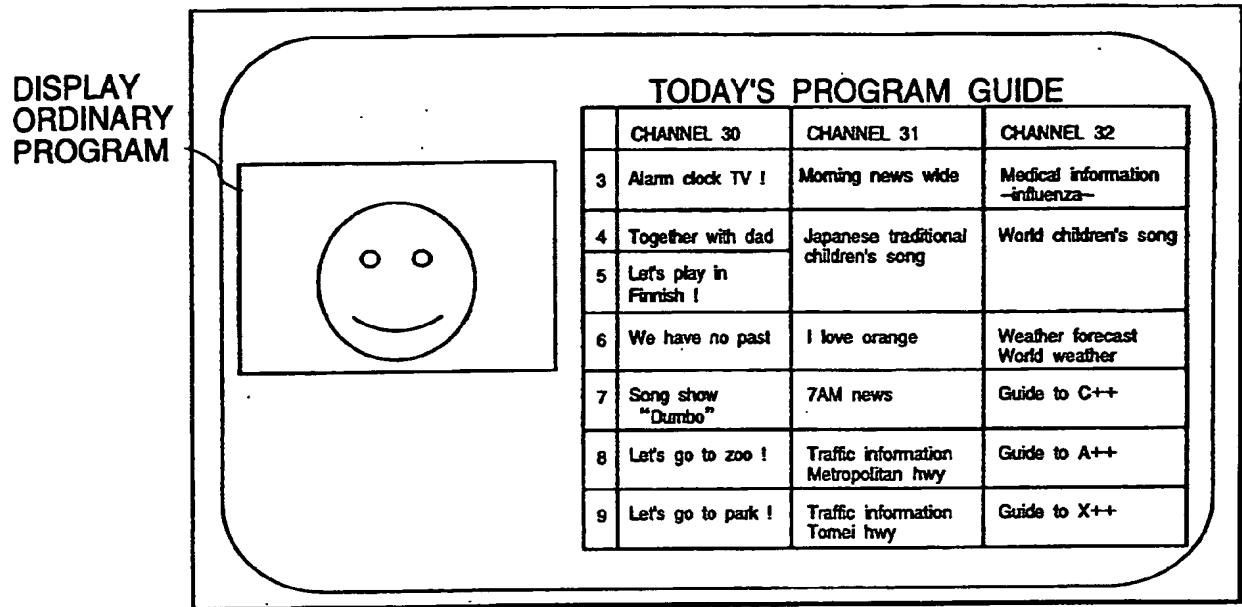 DISPLAY
ORDINARY
PROGRAM
TODAY'S PROGRAM GUIDE
CHANNEL 30 CHANNEL 31 CHANNEL 32
3 Alarm clock TV ! Morning news wide Medical information
-influenza-
4 Together with dad Japanese traditional World children's song
children's song
5 Let's play in
Finnish !
6 We have no past I love orange Weather forecast
World weather
7 Song show 7AM news Guide to C++
"Dumbo"
8 Let's go to zoo ! Traffic information Guide to A++
Metropolitan hwy
9 Let's go to park ! Traffic information Guide to X++
Tomei hwy